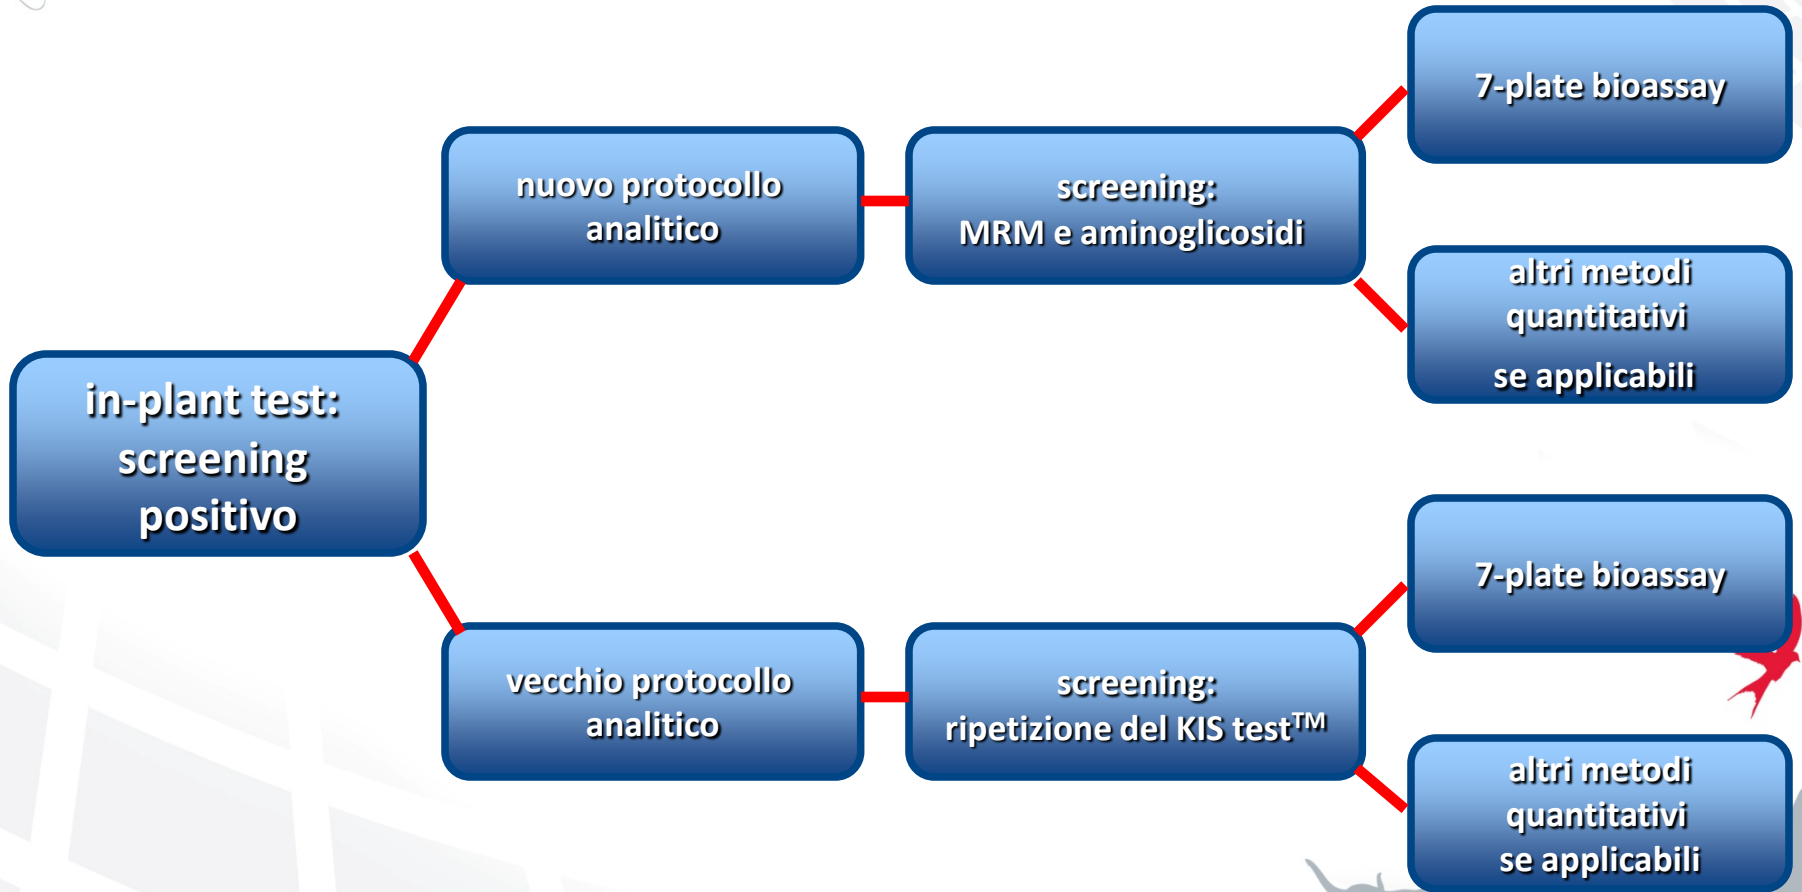 in-plant test:
screening
positivo
nuovo protocollo
analitico
screening:
MRM e aminoglicosidi
7-plate bioassay
altri metodi
quantitativi
se applicabili
vecchio protocollo
analitico
screening:
ripetizione del KIS test™
7-plate bioassay
altri metodi
quantitativi
se applicabili